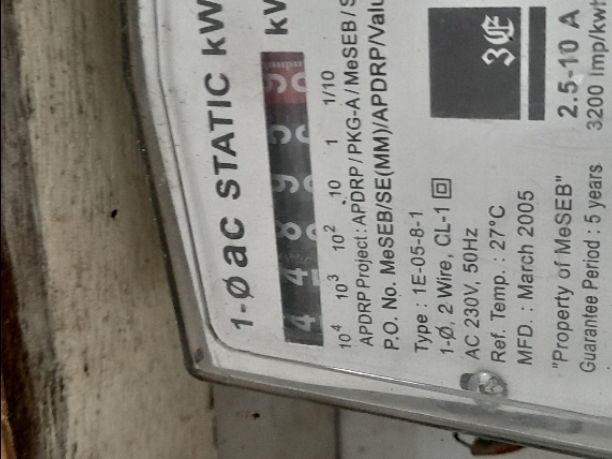 1-Ø ac STATIC kW
kW
4 4 8 9 5 9
10⁴ 10³ 10² 10 1 1/10
APDRP Project: APDRP/PKG-A/MeSEB/S
P.O. No. MeSEB/SE(MM)/APDRP/Valu
Type : 1E-05-8-1
1-Ø, 2 Wire, CL-1
AC 230V, 50Hz
Ref. Temp. : 27°C
MFD. : March 2005
"Property of MeSEB"
Guarantee Period : 5 years
2.5-10 A
3200 imp/kwh